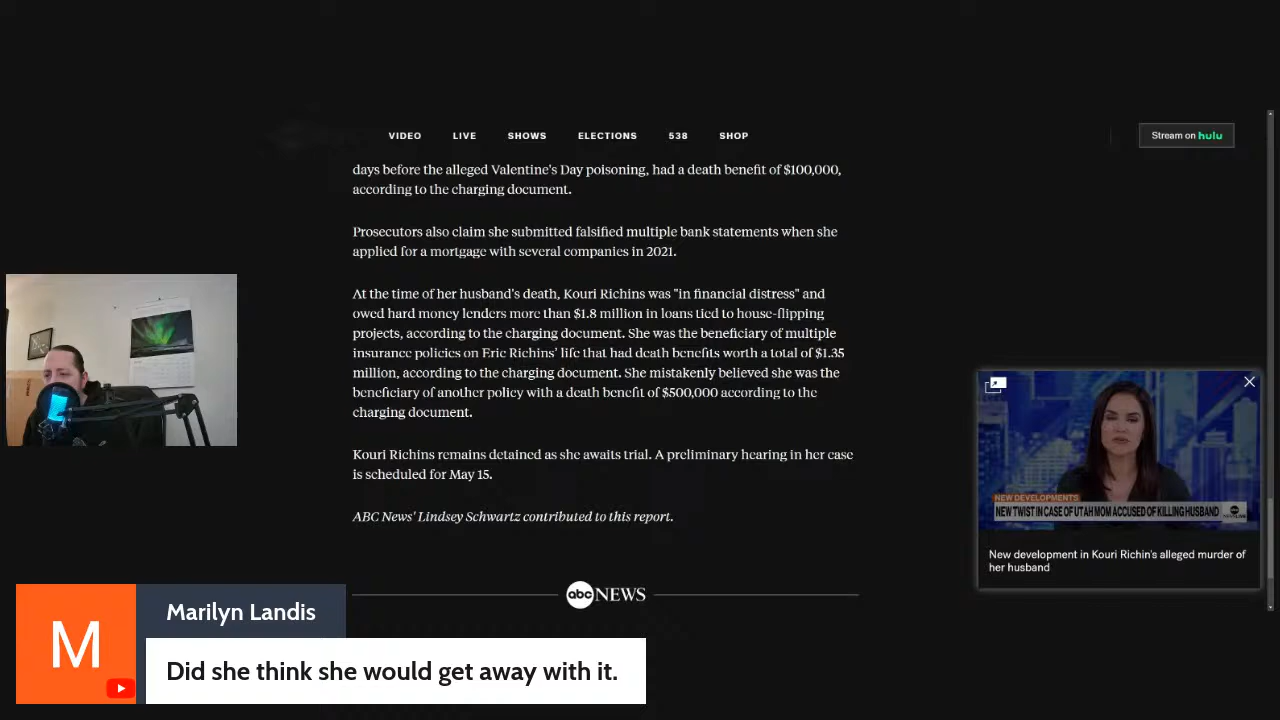 VIDEO LIVE SHOWS ELECTIONS 538 SHOP
Stream on hulu
days before the alleged Valentine's Day poisoning, had a death benefit of $100,000,
according to the charging document.
Prosecutors also claim she submitted falsified multiple bank statements when she
applied for a mortgage with several companies in 2021.
At the time of her husband's death, Kouri Richins was "in financial distress" and
owed hard money lenders more than $1.8 million in loans tied to house-flipping
projects, according to the charging document. She was the beneficiary of multiple
insurance policies on Eric Richins' life that had death benefits worth a total of $1.35
million, according to the charging document. She mistakenly believed she was the
beneficiary of another policy with a death benefit of $500,000 according to the
charging document.
Kouri Richins remains detained as she awaits trial. A preliminary hearing in her case
is scheduled for May 15.
ABC News' Lindsey Schwartz contributed to this report.
abc NEWS
NEW DEVELOPMENTS
NEW TWIST IN CASE OF UTAH MOM ACCUSED OF KILLING HUSBAND
New development in Kouri Richin's alleged murder of
her husband
M
Marilyn Landis
Did she think she would get away with it.